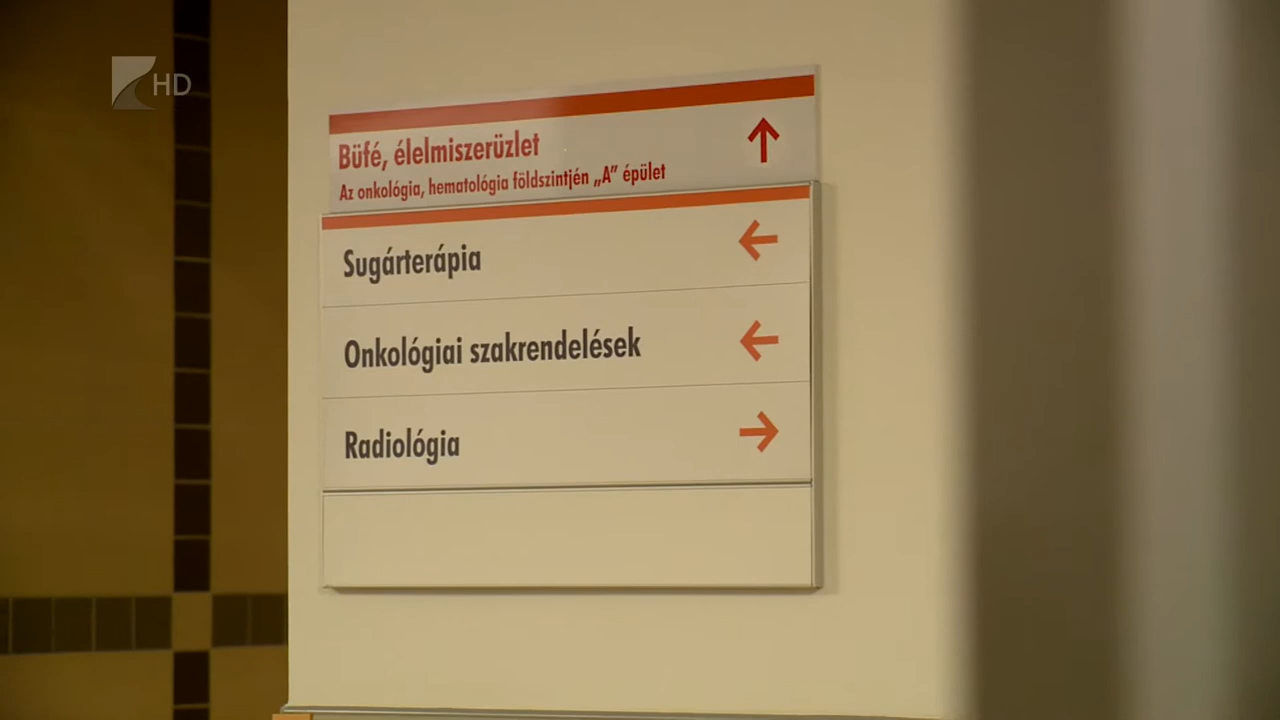 HD
Büfé, élelmiszerüzlet
Az onkológia, hematológia földszintjén „A” épület
Sugárterápia
Onkológiai szakrendelések
Radiológia